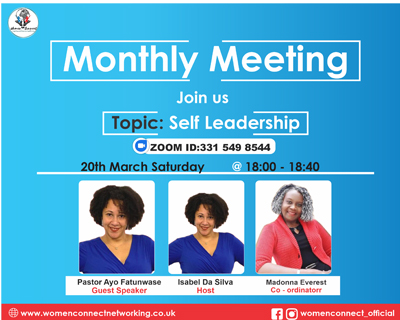 Monthly Meeting
Join us
Topic: Self Leadership
ZOOM ID:331 549 8544
20th March Saturday @ 18:00 - 18:40
Pastor Ayo Fatunwase
Guest Speaker
Isabel Da Silva
Host
Madonna Everest
Co - ordinatorr
www.womenconnectnetworking.co.uk
womenconnect_official